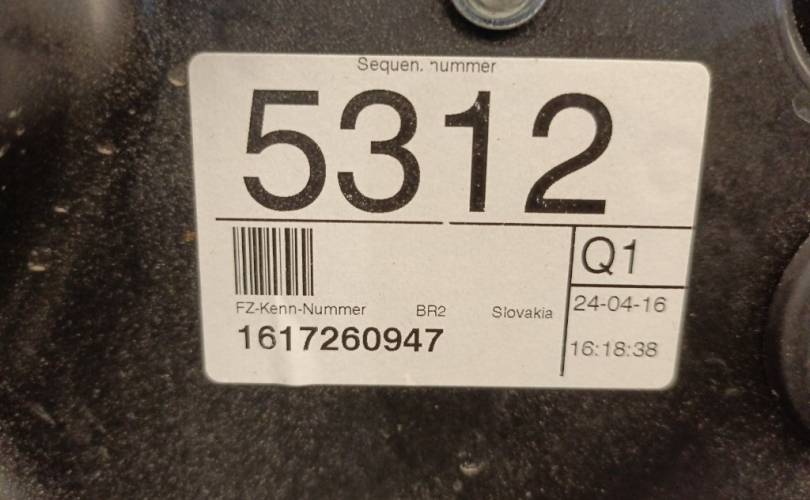 Sequen. nummer
5312
Q1
FZ-Kenn-Nummer BR2 Slovakia 24-04-16
1617260947 16:18:38